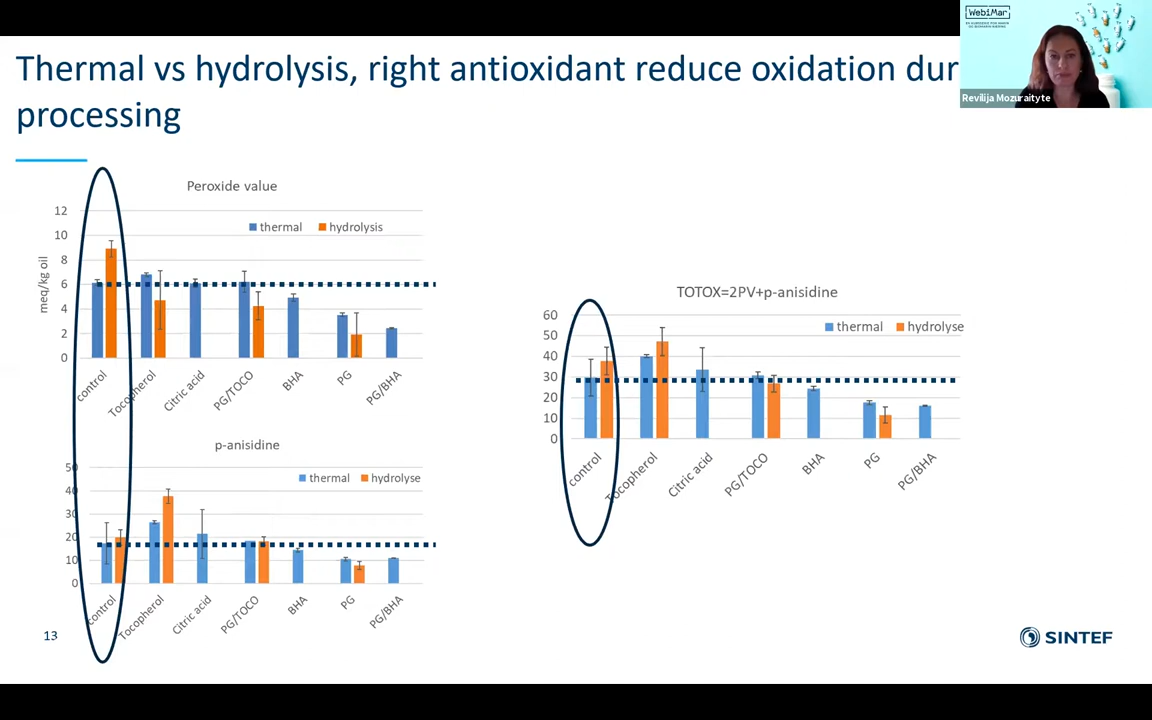 Thermal vs hydrolysis, right antioxidant reduce oxidation dur
processing
WebiMar
Revilija Mozuraityte
Peroxide value
12
10
8
6
4
2
0
meq/kg oil
thermal
hydrolysis
control
Tocopherol
Citric acid
PG/TOCO
BHA
PG
PG/BHA
p-anisidine
50
40
30
20
10
0
thermal
hydrolyse
control
Tocopherol
Citric acid
PG/TOCO
BHA
PG
PG/BHA
TOTOX=2PV+p-anisidine
60
50
40
30
20
10
0
thermal
hydrolyse
control
Tocopherol
Citric acid
PG/TOCO
BHA
PG
PG/BHA
13
SINTEF